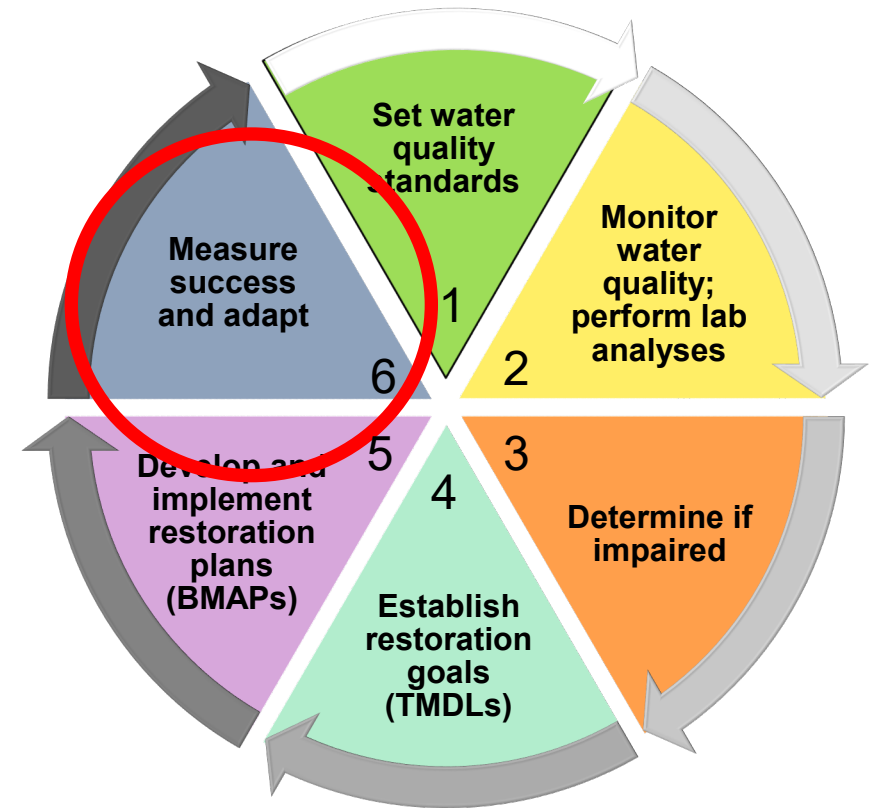 Set water
quality
standards
1
Monitor
water
quality;
perform lab
analyses
2
3
Determine if
impaired
4
Establish
restoration
goals
(TMDLs)
5
Develop and
implement
restoration
plans
(BMAPs)
Measure
success
and adapt
6